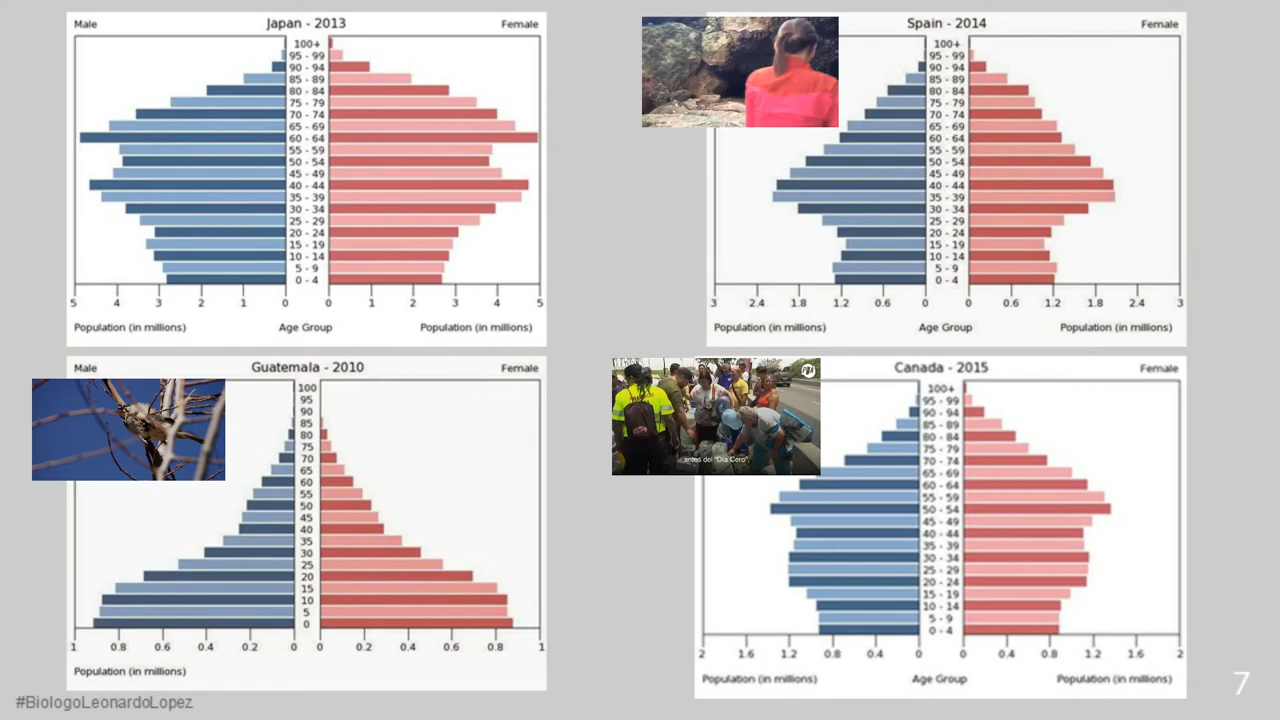 Male Japan - 2013 Female
100+
95 - 99
90 - 94
85 - 89
80 - 84
75 - 79
70 - 74
65 - 69
60 - 64
55 - 59
50 - 54
45 - 49
40 - 44
35 - 39
30 - 34
25 - 29
20 - 24
15 - 19
10 - 14
5 - 9
0 - 4
5 4 3 2 1 0 0 1 2 3 4 5
Population (in millions) Age Group Population (in millions)
Spain - 2014 Female
100+
95 - 99
90 - 94
85 - 89
80 - 84
75 - 79
70 - 74
65 - 69
60 - 64
55 - 59
50 - 54
45 - 49
40 - 44
35 - 39
30 - 34
25 - 29
20 - 24
15 - 19
10 - 14
5 - 9
0 - 4
3 2.4 1.8 1.2 0.6 0 0 0.6 1.2 1.8 2.4 3
Population (in millions) Age Group Population (in millions)
Male Guatemala - 2010 Female
100
95
90
85
80
75
70
65
60
55
50
45
40
35
30
25
20
15
10
5
0
1 0.8 0.6 0.4 0.2 0 0 0.2 0.4 0.6 0.8 1
Population (in millions)
antes del "Día Cero",
Canada - 2015 Female
100+
95 - 99
90 - 94
85 - 89
80 - 84
75 - 79
70 - 74
65 - 69
60 - 64
55 - 59
50 - 54
45 - 49
40 - 44
35 - 39
30 - 34
25 - 29
20 - 24
15 - 19
10 - 14
5 - 9
0 - 4
2 1.6 1.2 0.8 0.4 0 0 0.4 0.8 1.2 1.6 2
Population (in millions) Age Group Population (in millions)
#BiologoLeonardoLopez
7